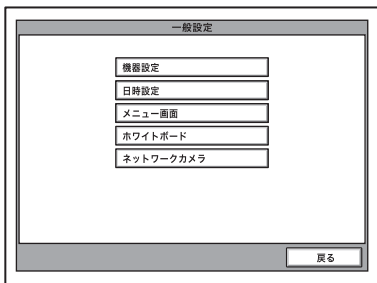 一般設定
機器設定
日時設定
メニュー画面
ホワイトボード
ネットワークカメラ
戻る